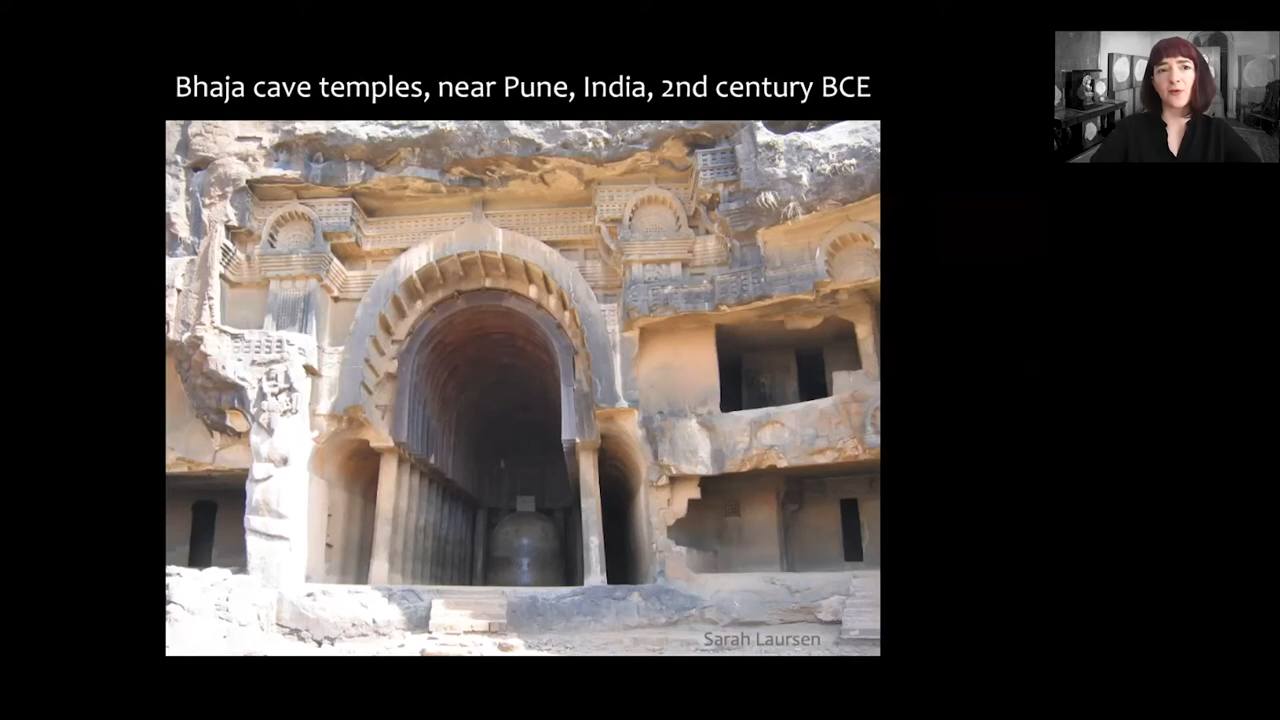 Bhaja cave temples, near Pune, India, 2nd century BCE
Sarah Laursen